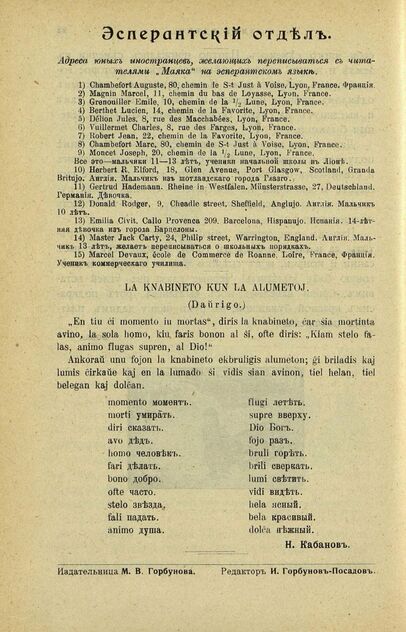 Эсперантскій отдѣлъ.
Адреса юныхъ иностранцевъ, желающихъ переписываться съ чита-
телями „Маяка“ на эсперантскомъ языкѣ.
1) Chambefort Auguste, 80, chemin de S-t Just à Voise, Lyon, France. Франція.
2) Magnin Marcel, 11, chemin du bas de Loyasse, Lyon, France.
3) Grenouiller Emile, 10, chemin de la 1/2 Lune, Lyon, France.
4) Berthet Lucien, 14, chemin de la Favorite, Lyon, France.
5) Délion Jules, 8, rue des Macchabées, Lyon, France.
6) Vuillermet Charles, 8, rue des Farges, Lyon, France.
7) Robert Jean, 22, chemin de la Favorite, Lyon, France.
8) Chambefort Marc, 80, chemin de S-t Just à Voise, Lyon, France.
9) Moncet Joseph, 20, chemin de la 1/2 Lune, Lyon, France.
Все это—мальчики 11—13 лѣтъ, ученики начальной школы въ Ліонѣ.
10) Herbert R. Elford, 18, Glen Avenue, Port Glasgow, Scotland, Granda
Britujo. Англія. Мальчикъ изъ шотландскаго города Глазго.
11) Gertrud Hademann. Rheine in Westfalen. Münsterstrasse, 27, Deutschland.
Германія. Дѣвочка.
12) Donald Rodger, 9, Cheadle street, Sheffield, Anglujo. Англія. Мальчикъ
10 лѣтъ.
13) Emilia Civil. Callo Provenca 209. Barcelona, Hispanujo. Испанія. 14-лѣт-
няя дѣвочка изъ города Барцелоны.
14) Master Jack Carty, 24, Philip street, Warrington, England. Англія. Маль-
чикъ 13 лѣтъ, желаетъ переписываться о школьныхъ порядкахъ.
15) Marcel Devaux, école de Commerce de Roanne, Loire, France, Франція.
Ученикъ коммерческаго училища.
LA KNABINETO KUN LA ALUMETOJ.
(Daŭrigo.)
„En tiu ĉi momento iu mortas“, diris la knabineto, ĉar ŝia mortinta
avino, la sola homo, kiu, faris bonon al ŝi, ofte diris: „Kiam stelo fa-
las, animo flugas supren, al Dio!“
Ankoraŭ unu fojon la knabineto ekbruligis alumeton; ĝi briladis kaj
lumis ĉirkaŭe kaj en la lumado ŝi vidis sian avinon, tiel helan, tiel
belegan kaj dolĉan.
momento моментъ.
morti умирáть.
diri сказать.
avo дѣдъ.
homo человѣкъ.
fari дѣлать.
bono добро.
ofte часто.
stelo звѣзда.
fali падать.
animo душа.
flugi летѣть.
supre вверху.
Dio Богъ.
fojo разъ.
bruli горѣть.
brili сверкать.
lumi свѣтить.
vidi видѣть.
hela ясный.
bela красивый.
dolĉa нѣжный.
Н. Кабановъ.
Издательница М. В. Горбунова.
Редакторъ И. Горбуновъ-Посадовъ.